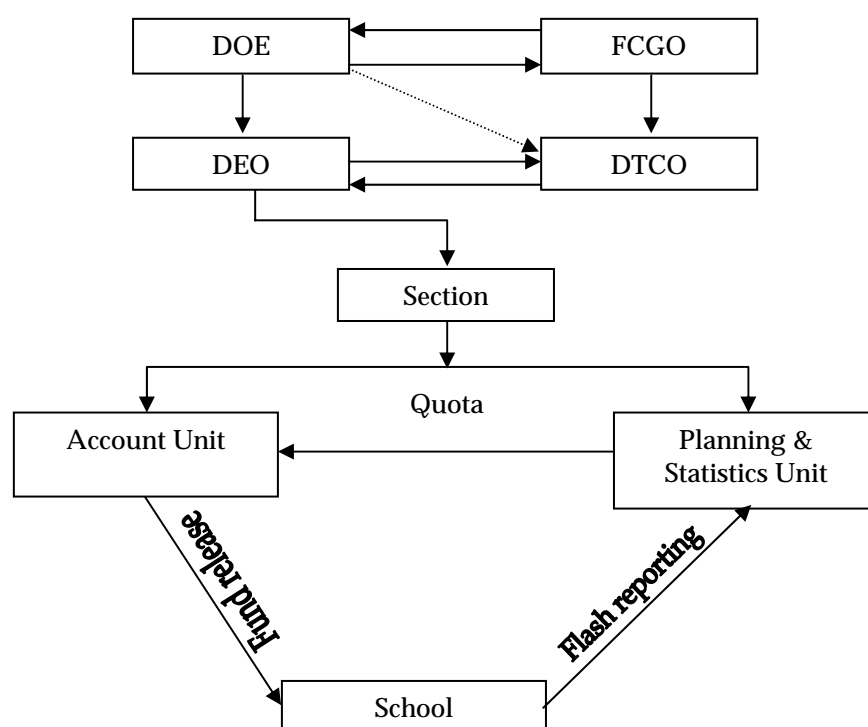 DOE
FCGO
DEO
DTCO
Section
Quota
Account Unit
Planning &
Statistics Unit
Fund release
Flash reporting
School